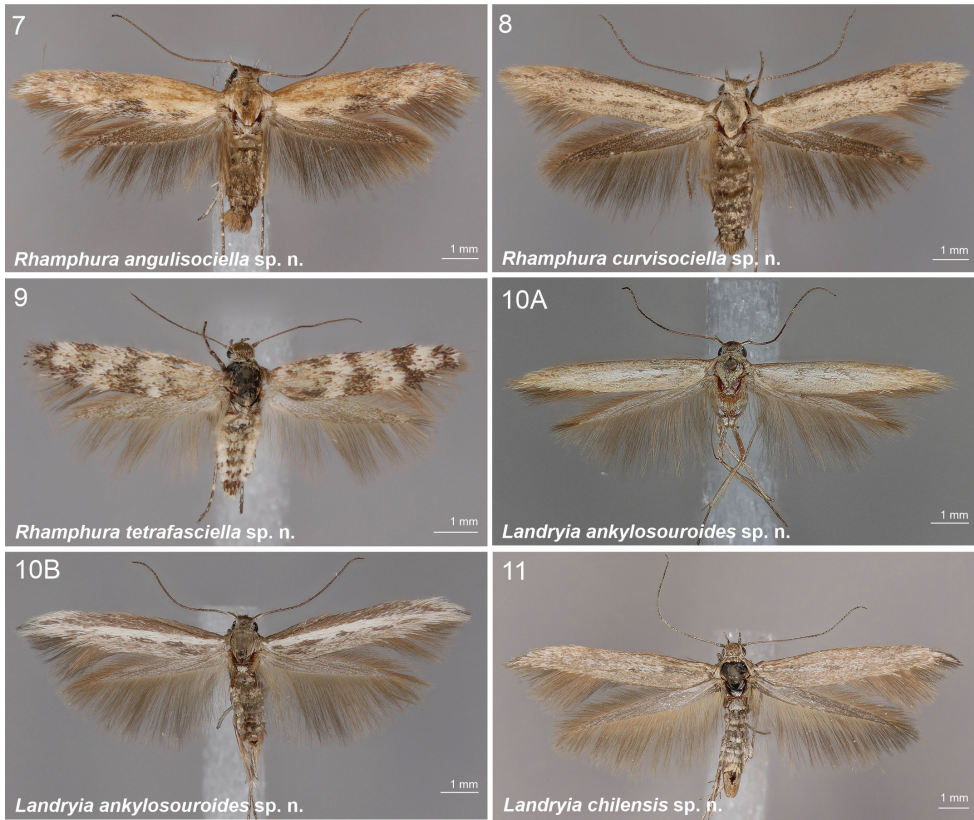 7
1 mm
Rhamphura angulisociella sp. n.
8
1 mm
Rhamphura curvisociella sp. n.
9
1 mm
Rhamphura tetrafasciella sp. n.
10A
1 mm
Landryia ankylosouroides sp. n.
10B
1 mm
Landryia ankylosouroides sp. n.
11
1 mm
Landryia chilensis sp. n.